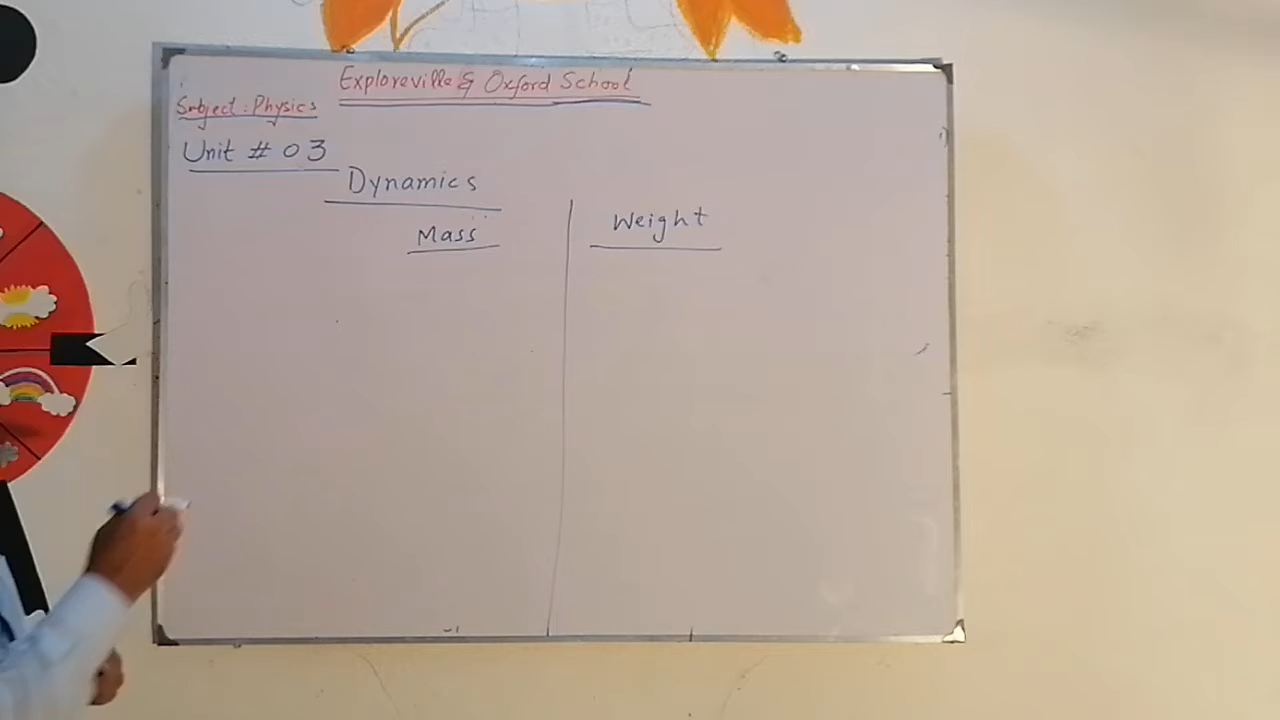 Exploreville & Oxford School
Subject: Physics
Unit # 03
Dynamics
Mass
Weight